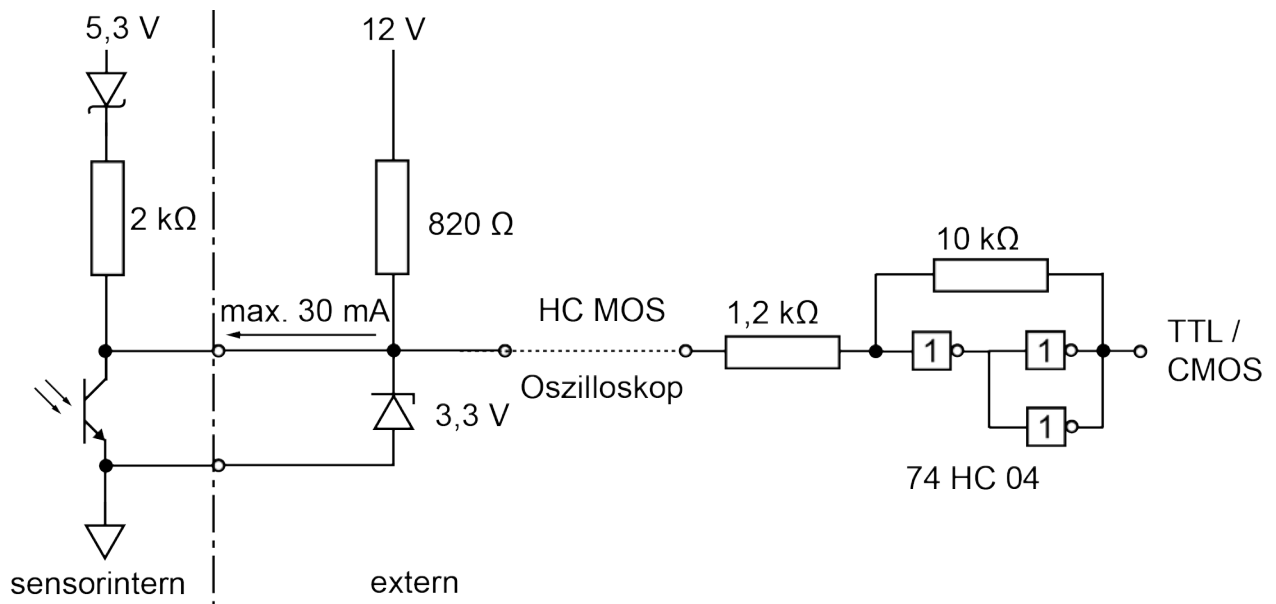 5,3 V
12 V
2 kΩ
820 Ω
max. 30 mA
HC MOS
Oszilloskop
3,3 V
1,2 kΩ
10 kΩ
1
1
1
74 HC 04
TTL /
CMOS
sensorintern
extern